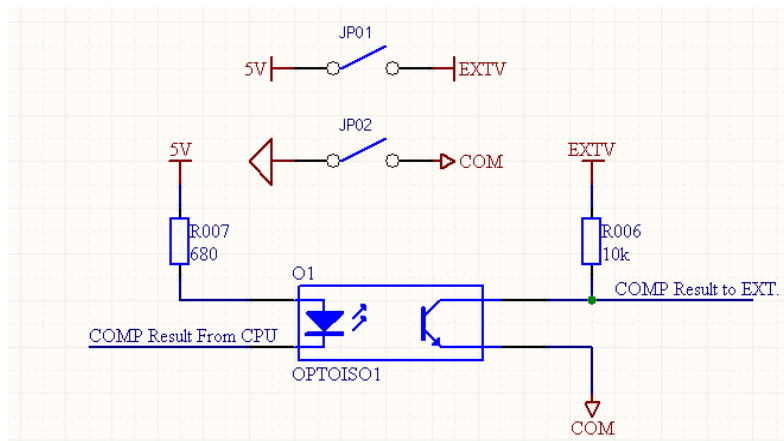 JP01
5V
EXTV
JP02
COM
5V
EXTV
R007
680
R006
10k
O1
COMP Result to EXT.
COMP Result From CPU
OPTOISO1
COM